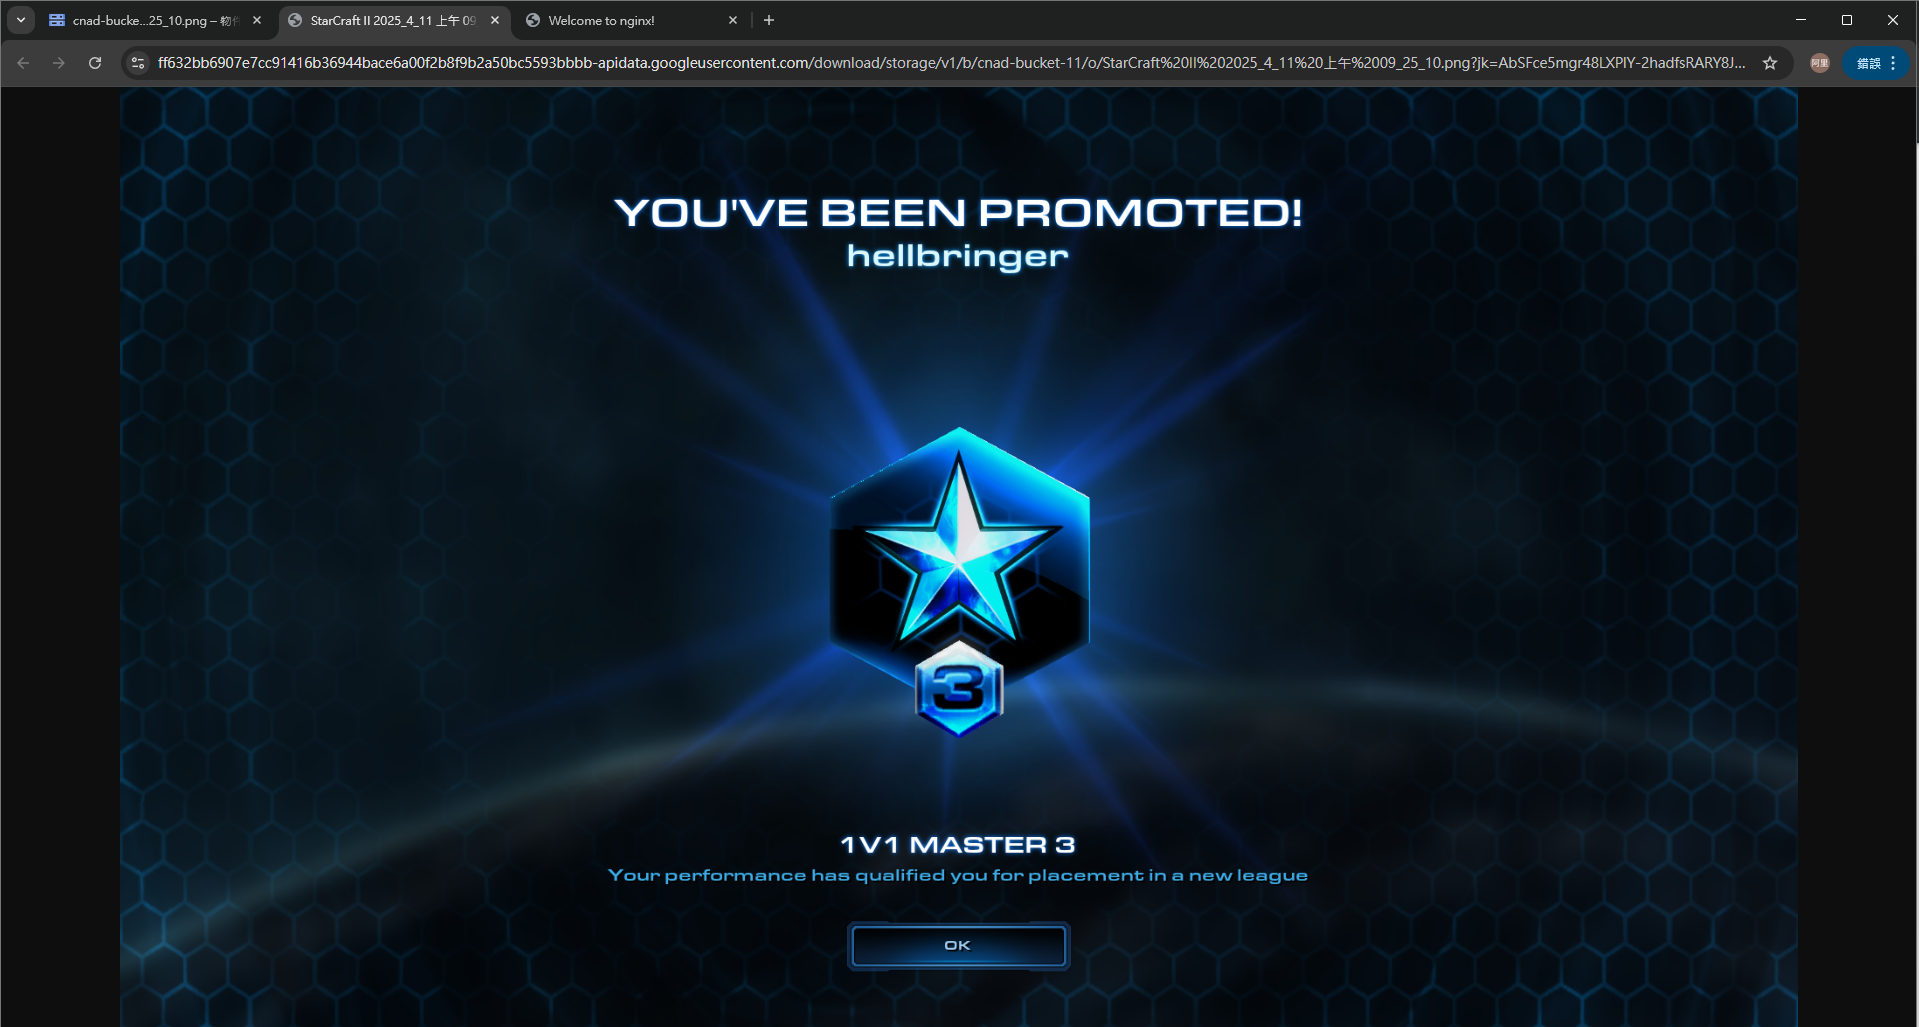 cnad-bucke...25_10.png – 物件
StarCraft II 2025_4_11 上午 09
Welcome to nginx!
ff632bb6907e7cc91416b36944bace6a00f2b8f9b2a50bc5593bbbb-apidata.googleusercontent.com/download/storage/v1/b/cnad-bucket-11/o/StarCraft%20II%202025_4_11%20上午%2009_25_10.png?jk=AbSFce5mgr48LXPIY-2hadfsRARY8J...
阿里
錯誤
YOU'VE BEEN PROMOTED!
hellbringer
3
1V1 MASTER 3
Your performance has qualified you for placement in a new league
OK